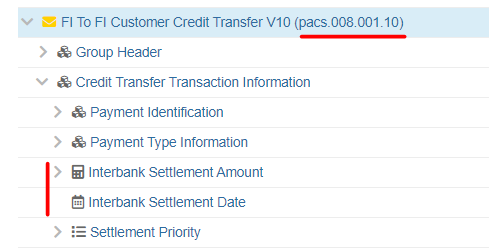 FI To FI Customer Credit Transfer V10 (pacs.008.001.10)
Group Header
Credit Transfer Transaction Information
Payment Identification
Payment Type Information
Interbank Settlement Amount
Interbank Settlement Date
Settlement Priority